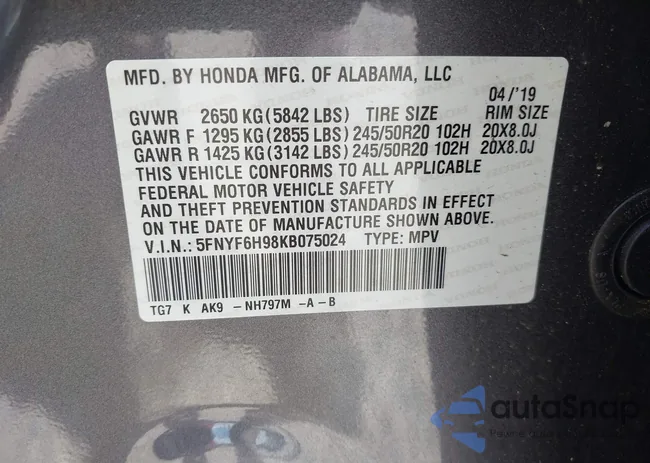 MFD. BY HONDA MFG. OF ALABAMA, LLC
04/'19
GVWR 2650 KG(5842 LBS) TIRE SIZE RIM SIZE
GAWR F 1295 KG(2855 LBS)245/50R20 102H 20X8.0J
GAWR R 1425 KG(3142 LBS)245/50R20 102H 20X8.0J
THIS VEHICLE CONFORMS TO ALL APPLICABLE
FEDERAL MOTOR VEHICLE SAFETY
AND THEFT PREVENTION STANDARDS IN EFFECT
ON THE DATE OF MANUFACTURE SHOWN ABOVE.
V.I.N.: 5FNYF6H98KB075024 TYPE: MPV
TG7 K AK9 -NH797M -A-B
autoSnap